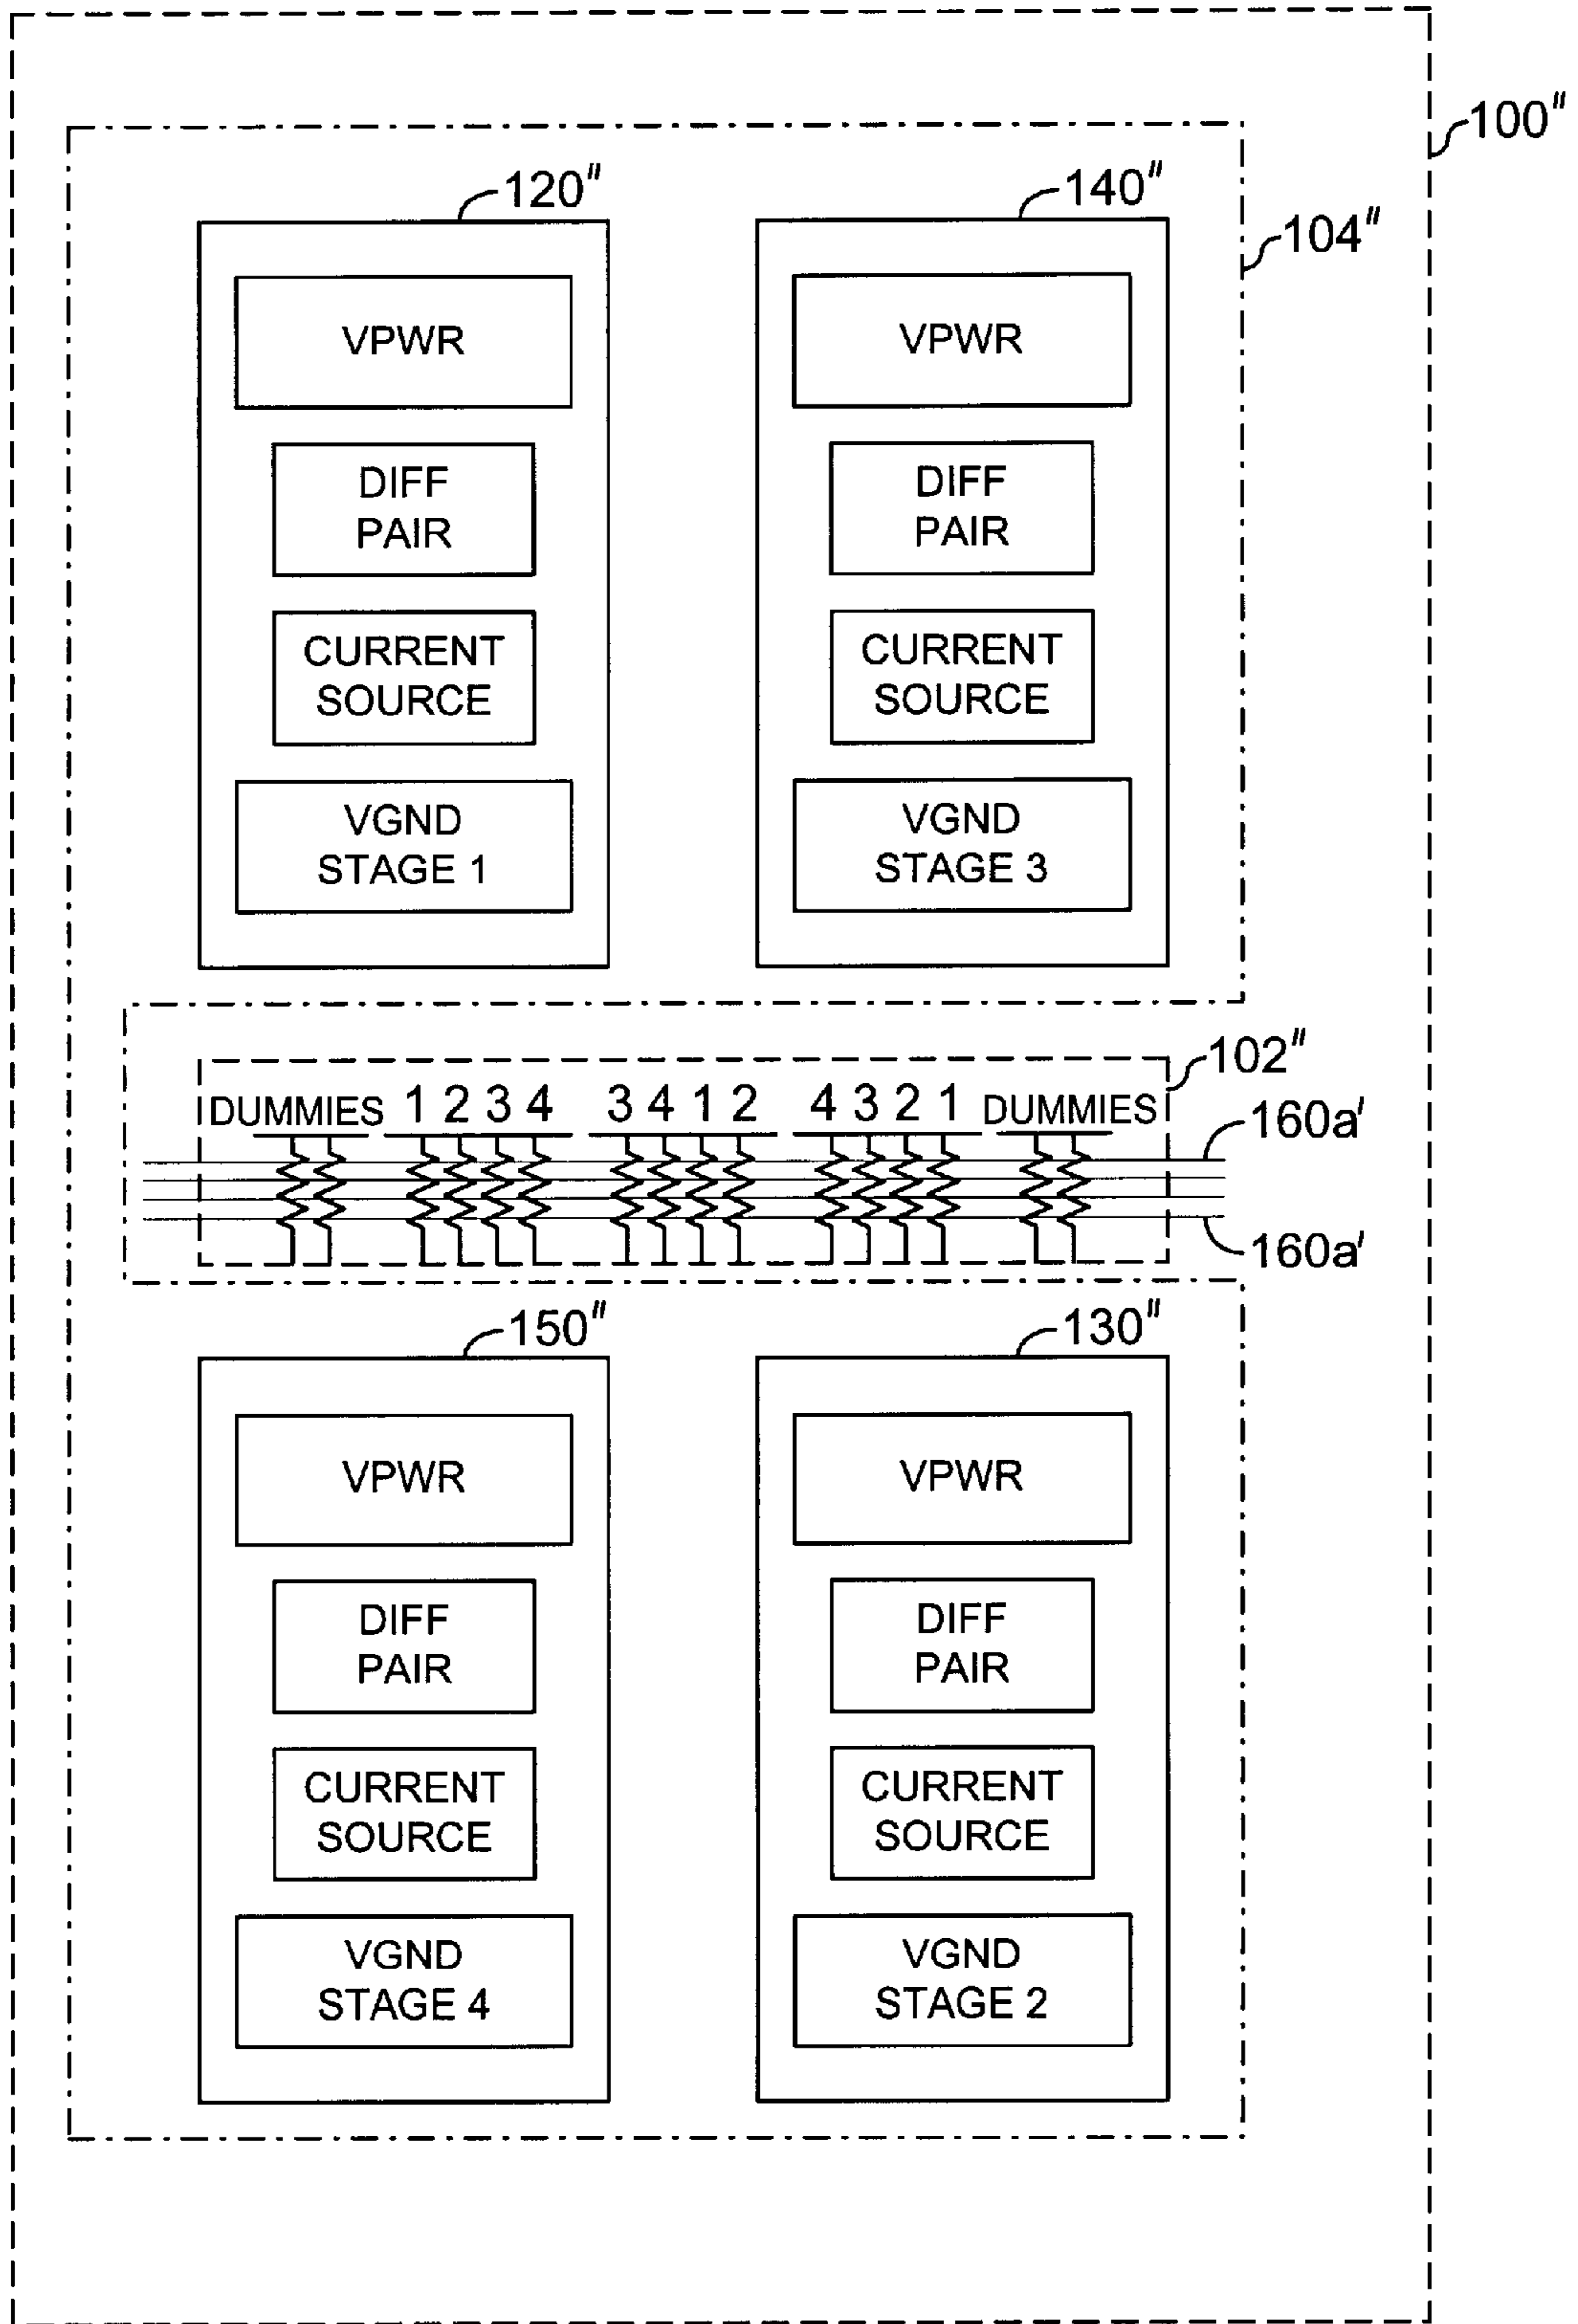 100"
120"
140"
104"
VPWR
VPWR
DIFF
PAIR
DIFF
PAIR
CURRENT
SOURCE
CURRENT
SOURCE
VGND
STAGE 1
VGND
STAGE 3
102"
DUMMIES 1 2 3 4 3 4 1 2 4 3 2 1 DUMMIES
160a'
160a'
150"
130"
VPWR
VPWR
DIFF
PAIR
DIFF
PAIR
CURRENT
SOURCE
CURRENT
SOURCE
VGND
STAGE 4
VGND
STAGE 2